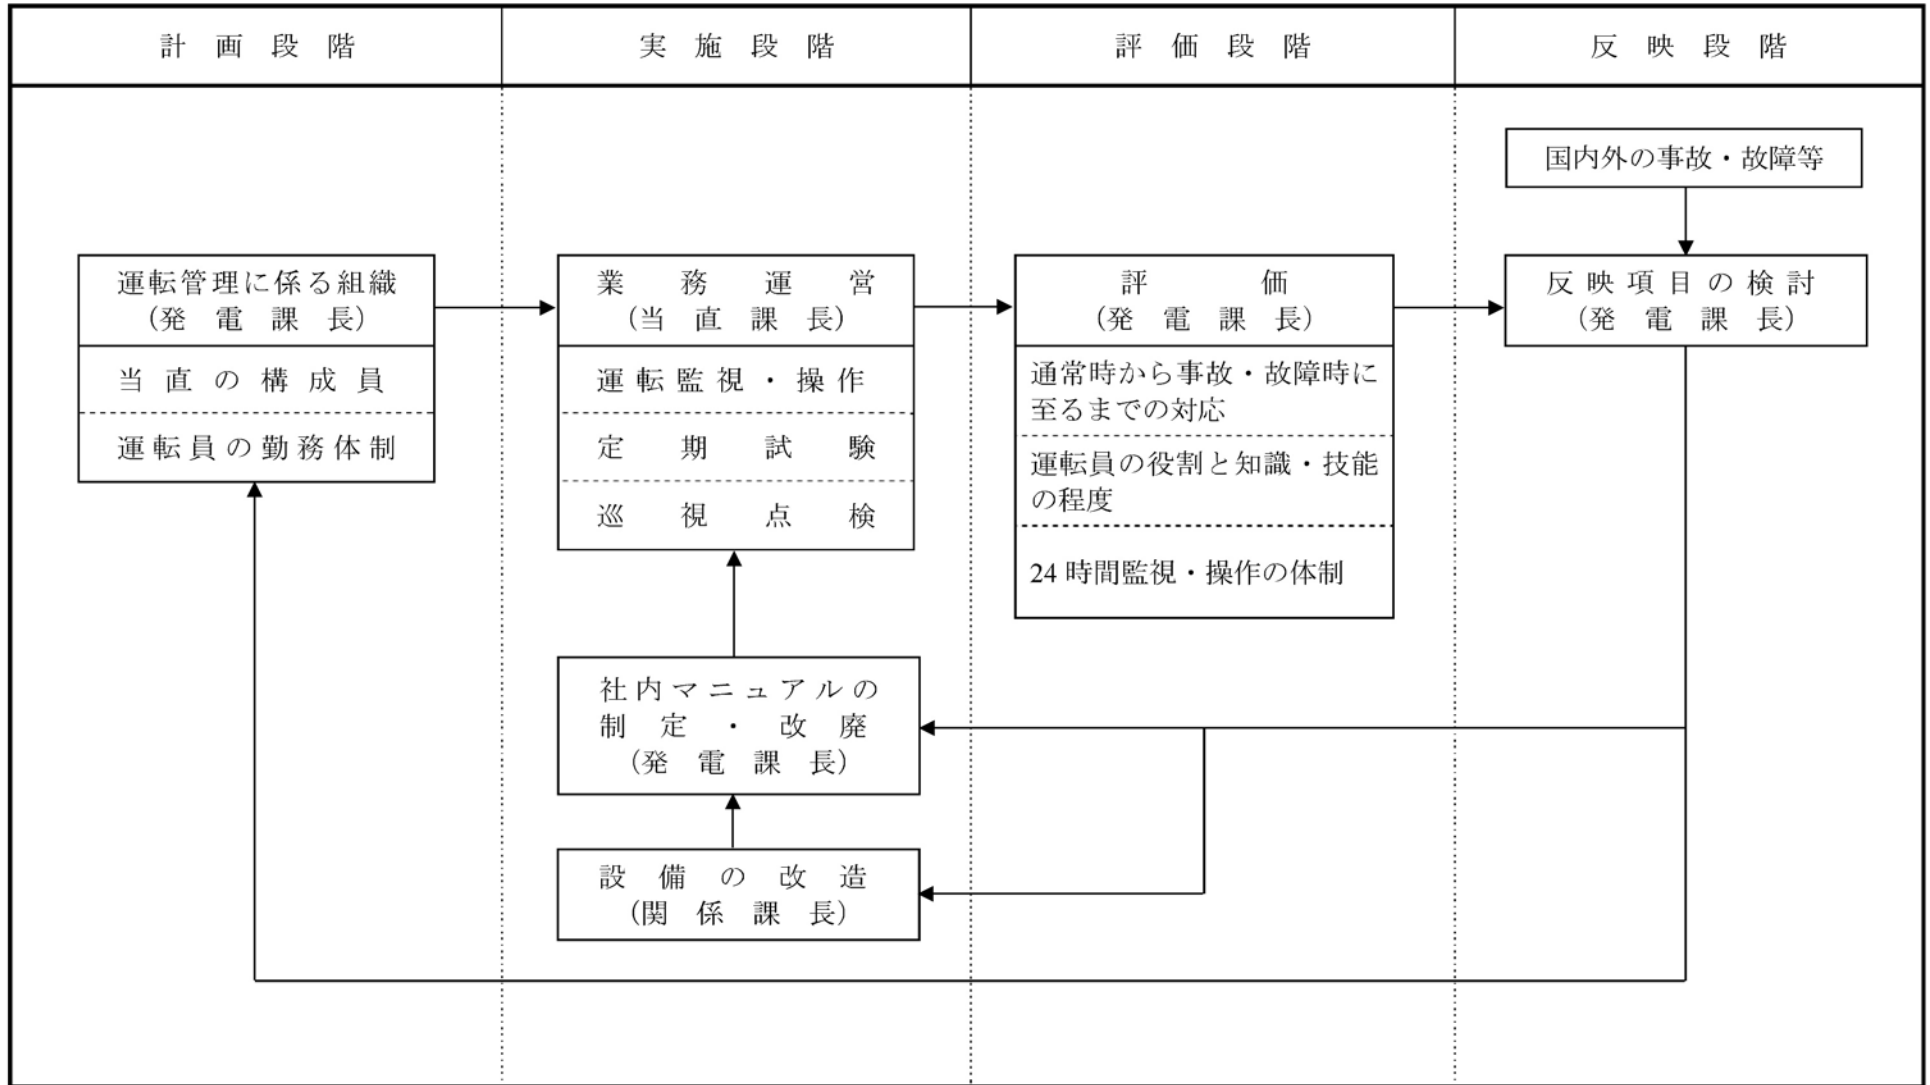 計画段階
実施段階
評価段階
反映段階
国内外の事故・故障等
運転管理に係る組織
（発電課長）
当直の構成員
運転員の勤務体制
業務運営
（当直課長）
運転監視・操作
定期試験
巡視点検
評価
（発電課長）
通常時から事故・故障時に
至るまでの対応
運転員の役割と知識・技能
の程度
24時間監視・操作の体制
反映項目の検討
（発電課長）
社内マニュアルの
制定・改廃
（発電課長）
設備の改造
（関係課長）